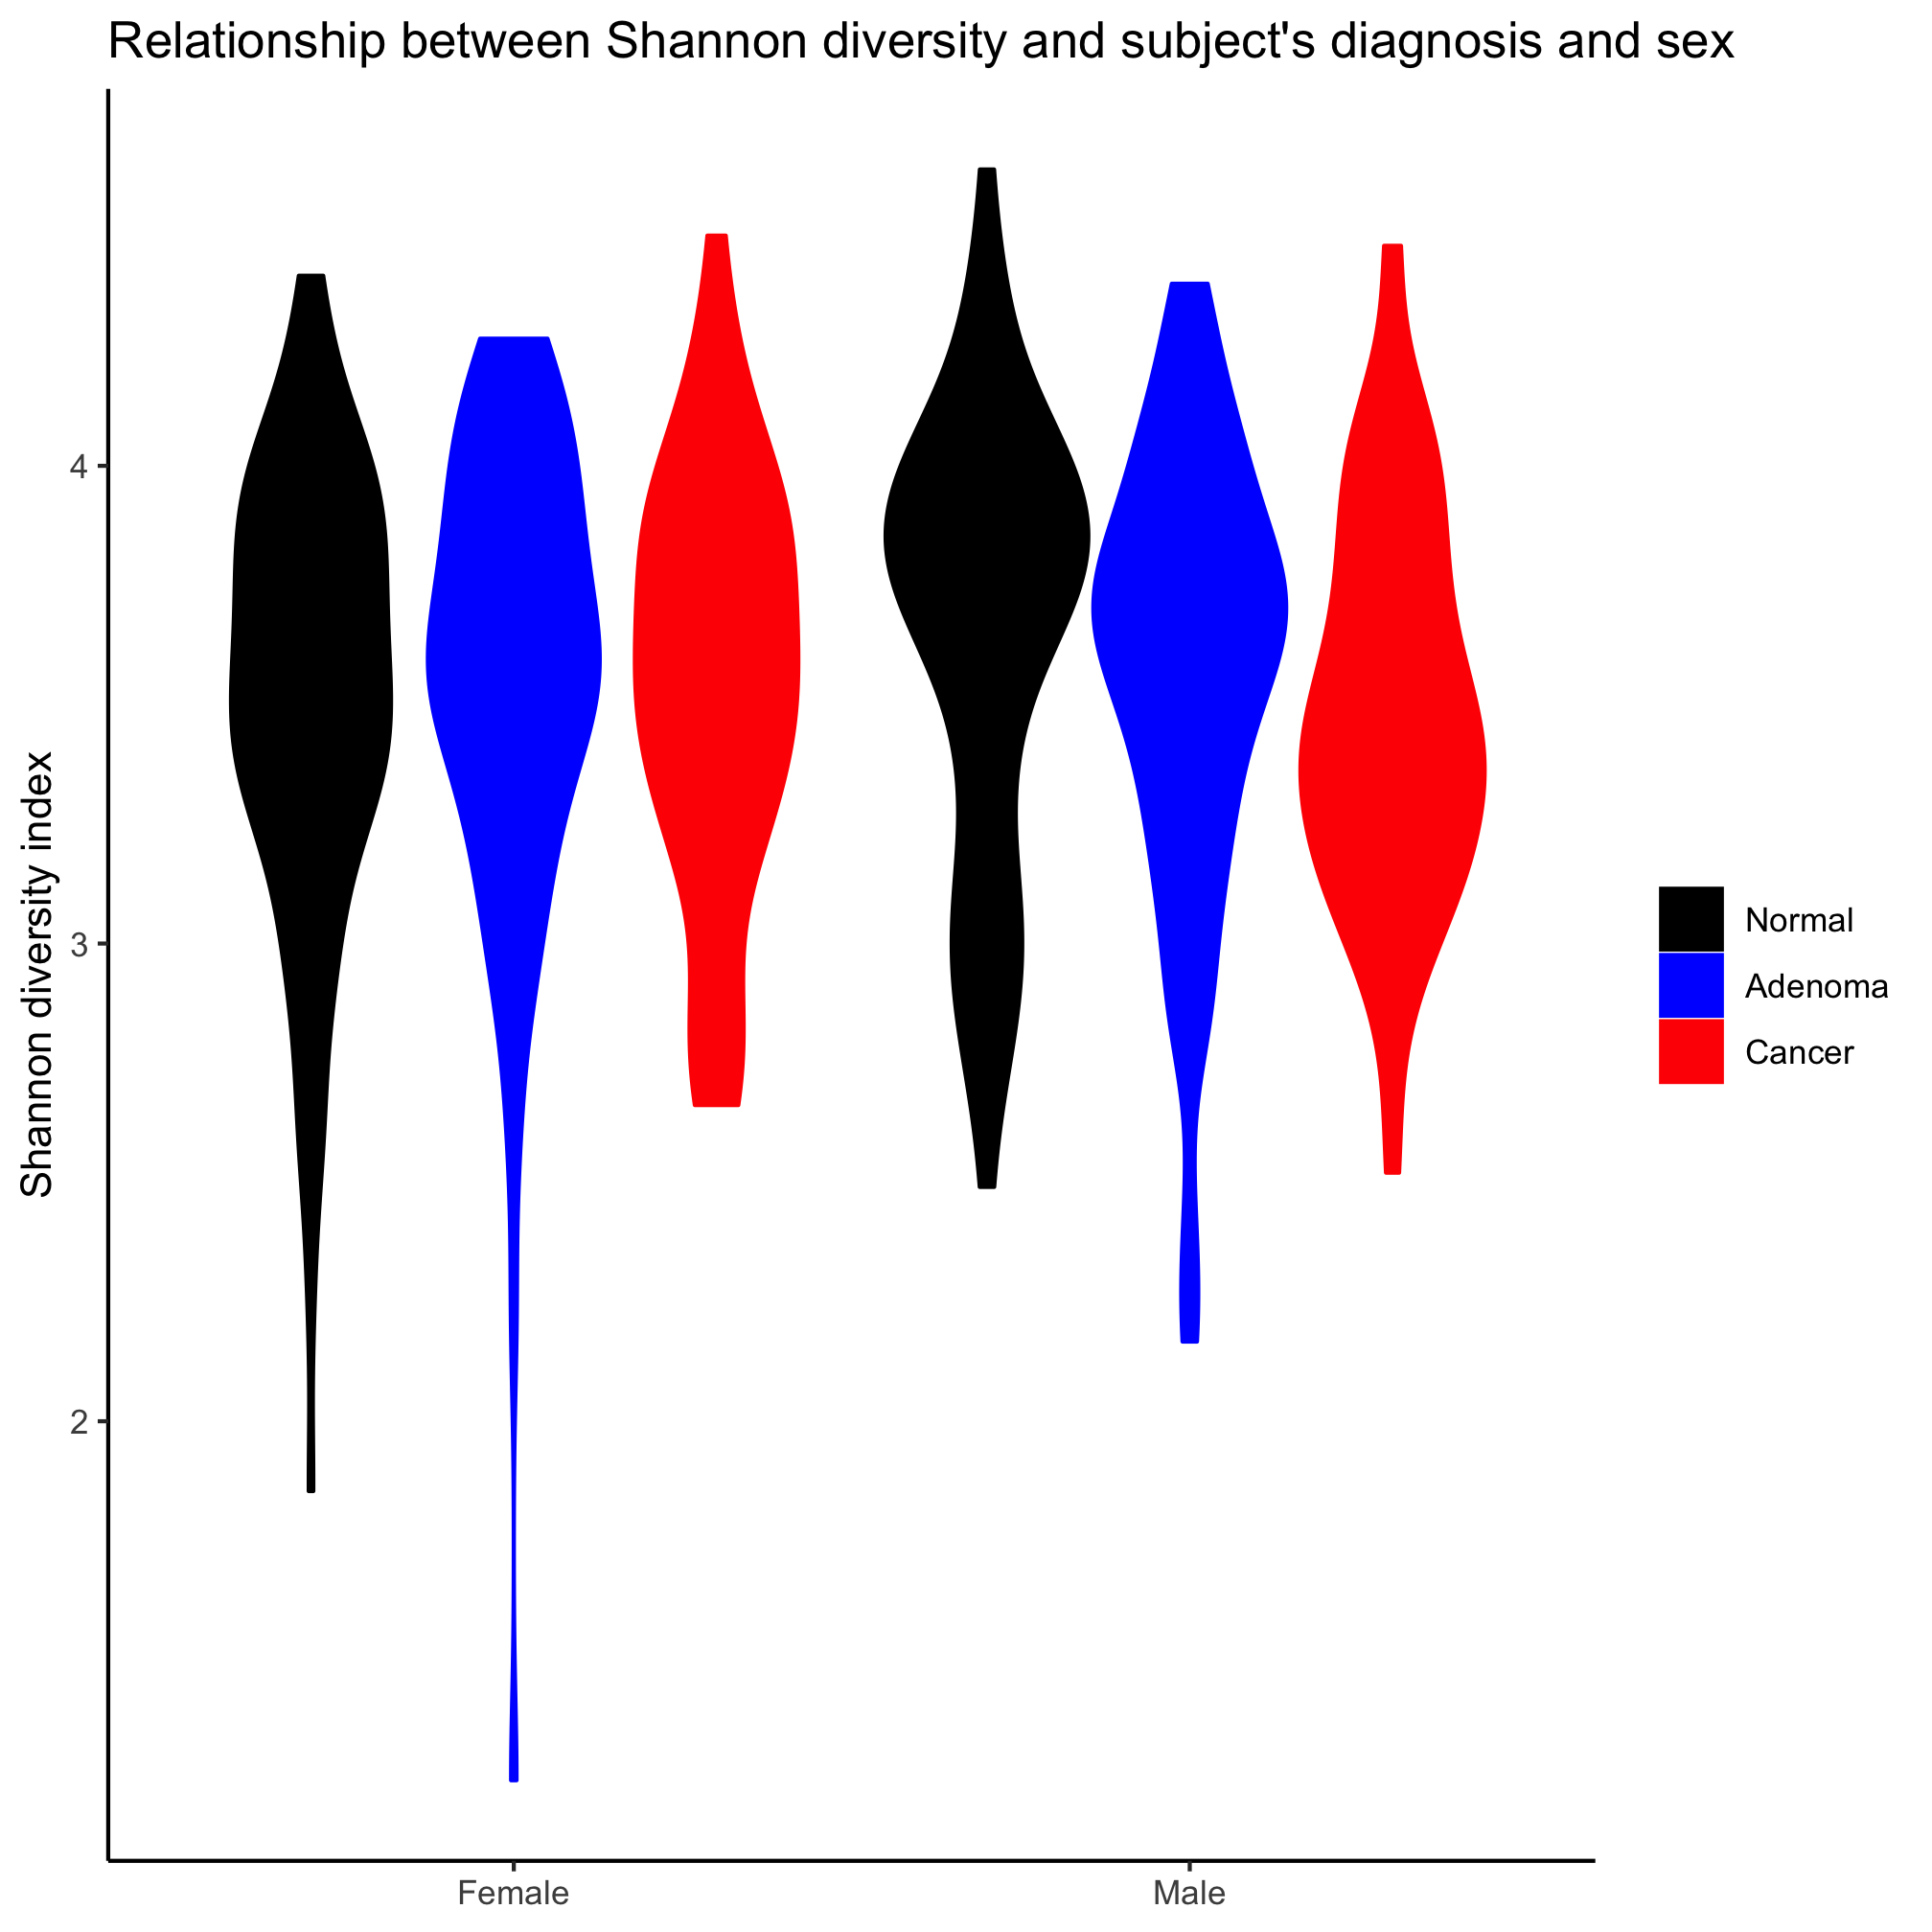 Relationship between Shannon diversity and subject's diagnosis and sex
Shannon diversity index
4
3
2
Female
Male
Normal
Adenoma
Cancer